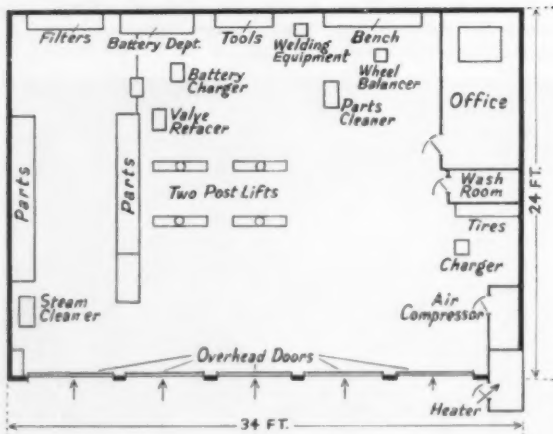 Filters
Battery Dept.
Tools
Welding
Equipment
Bench
Battery
Charger
Wheel
Balancer
Office
Valve
Refacer
Parts
Cleaner
Parts
Parts
Two Post Lifts
Wash
Room
Tires
Charger
24 FT.
Steam
Cleaner
Air
Compressor
Overhead Doors
Heater
34 FT.